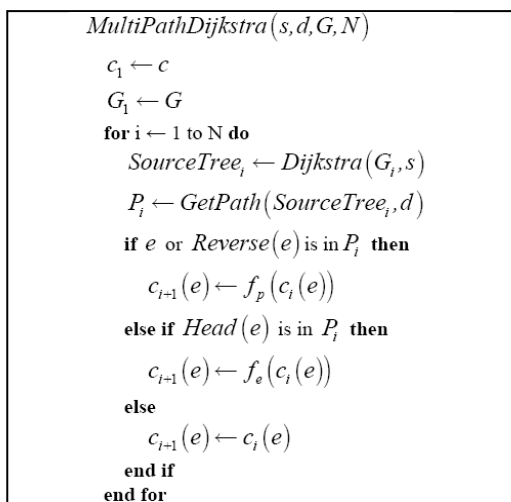 MultiPathDijkstra(s,d,G,N)
c₁ ← c
G₁ ← G
for i ← 1 to N do
SourceTreeᵢ ← Dijkstra(Gᵢ,s)
Pᵢ ← GetPath(SourceTreeᵢ,d)
if e or Reverse(e) is in Pᵢ then
cᵢ₊₁(e) ← fₚ(cᵢ(e))
else if Head(e) is in Pᵢ then
cᵢ₊₁(e) ← fₑ(cᵢ(e))
else
cᵢ₊₁(e) ← cᵢ(e)
end if
end for